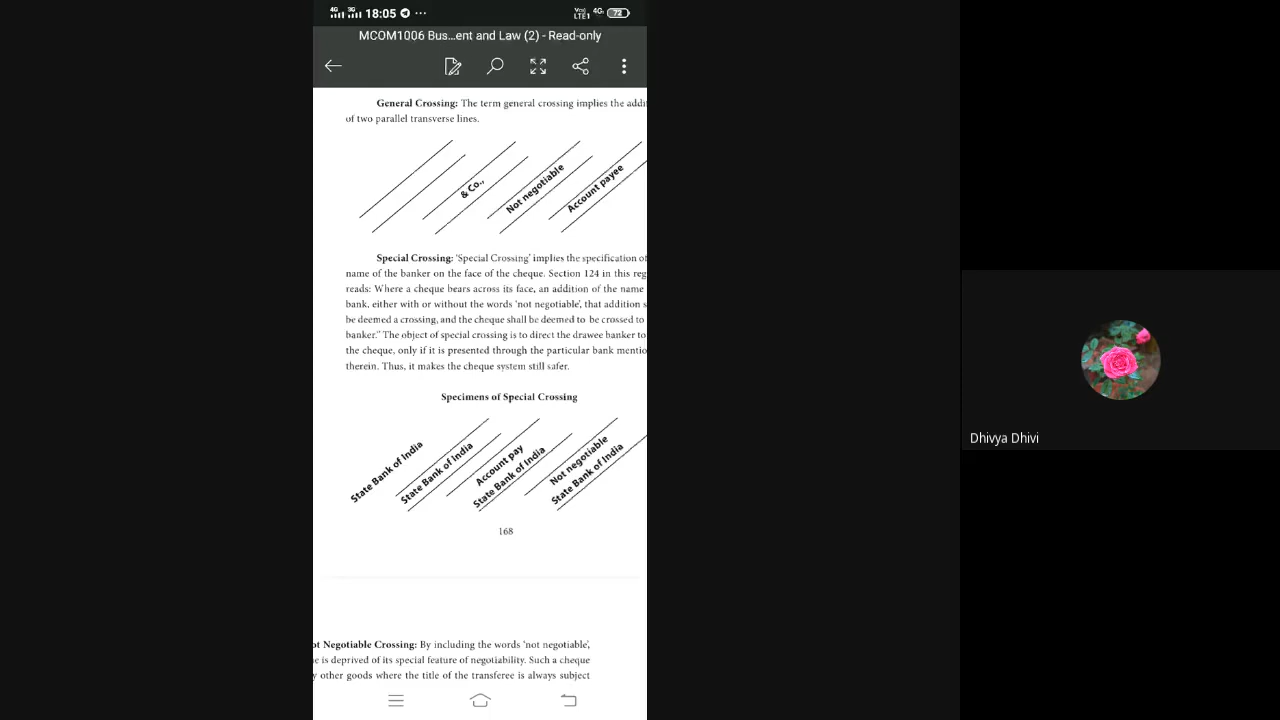 4G 3G 18:05 ...
Vo)) LTE1 4G 72
MCOM1006 Bus...ent and Law (2) - Read-only
General Crossing: The term general crossing implies the addi
of two parallel transverse lines.
& Co.,
Not negotiable
Account payee
Special Crossing: 'Special Crossing' implies the specification of
name of the banker on the face of the cheque. Section 124 in this reg
reads: Where a cheque bears across its face, an addition of the name
bank, either with or without the words 'not negotiable', that addition s
be deemed a crossing, and the cheque shall be deemed to be crossed to
banker." The object of special crossing is to direct the drawee banker to
the cheque, only if it is presented through the particular bank mentio
therein. Thus, it makes the cheque system still safer.
Specimens of Special Crossing
State Bank of India
State Bank of India
Account pay
State Bank of India
Not negotiable
State Bank of India
168
ot Negotiable Crossing: By including the words 'not negotiable',
e is deprived of its special feature of negotiability. Such a cheque
y other goods where the title of the transferee is always subject
Dhivya Dhivi